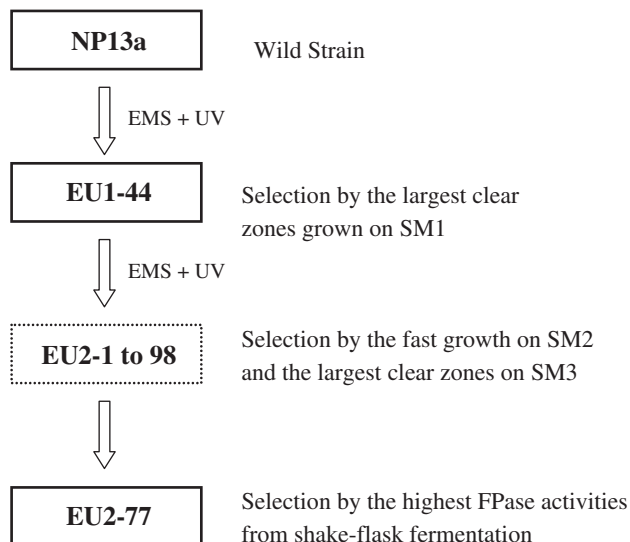 NP13a
Wild Strain
EMS + UV
EU1-44
Selection by the largest clear
zones grown on SM1
EMS + UV
EU2-1 to 98
Selection by the fast growth on SM2
and the largest clear zones on SM3
EU2-77
Selection by the highest FPase activities
from shake-flask fermentation